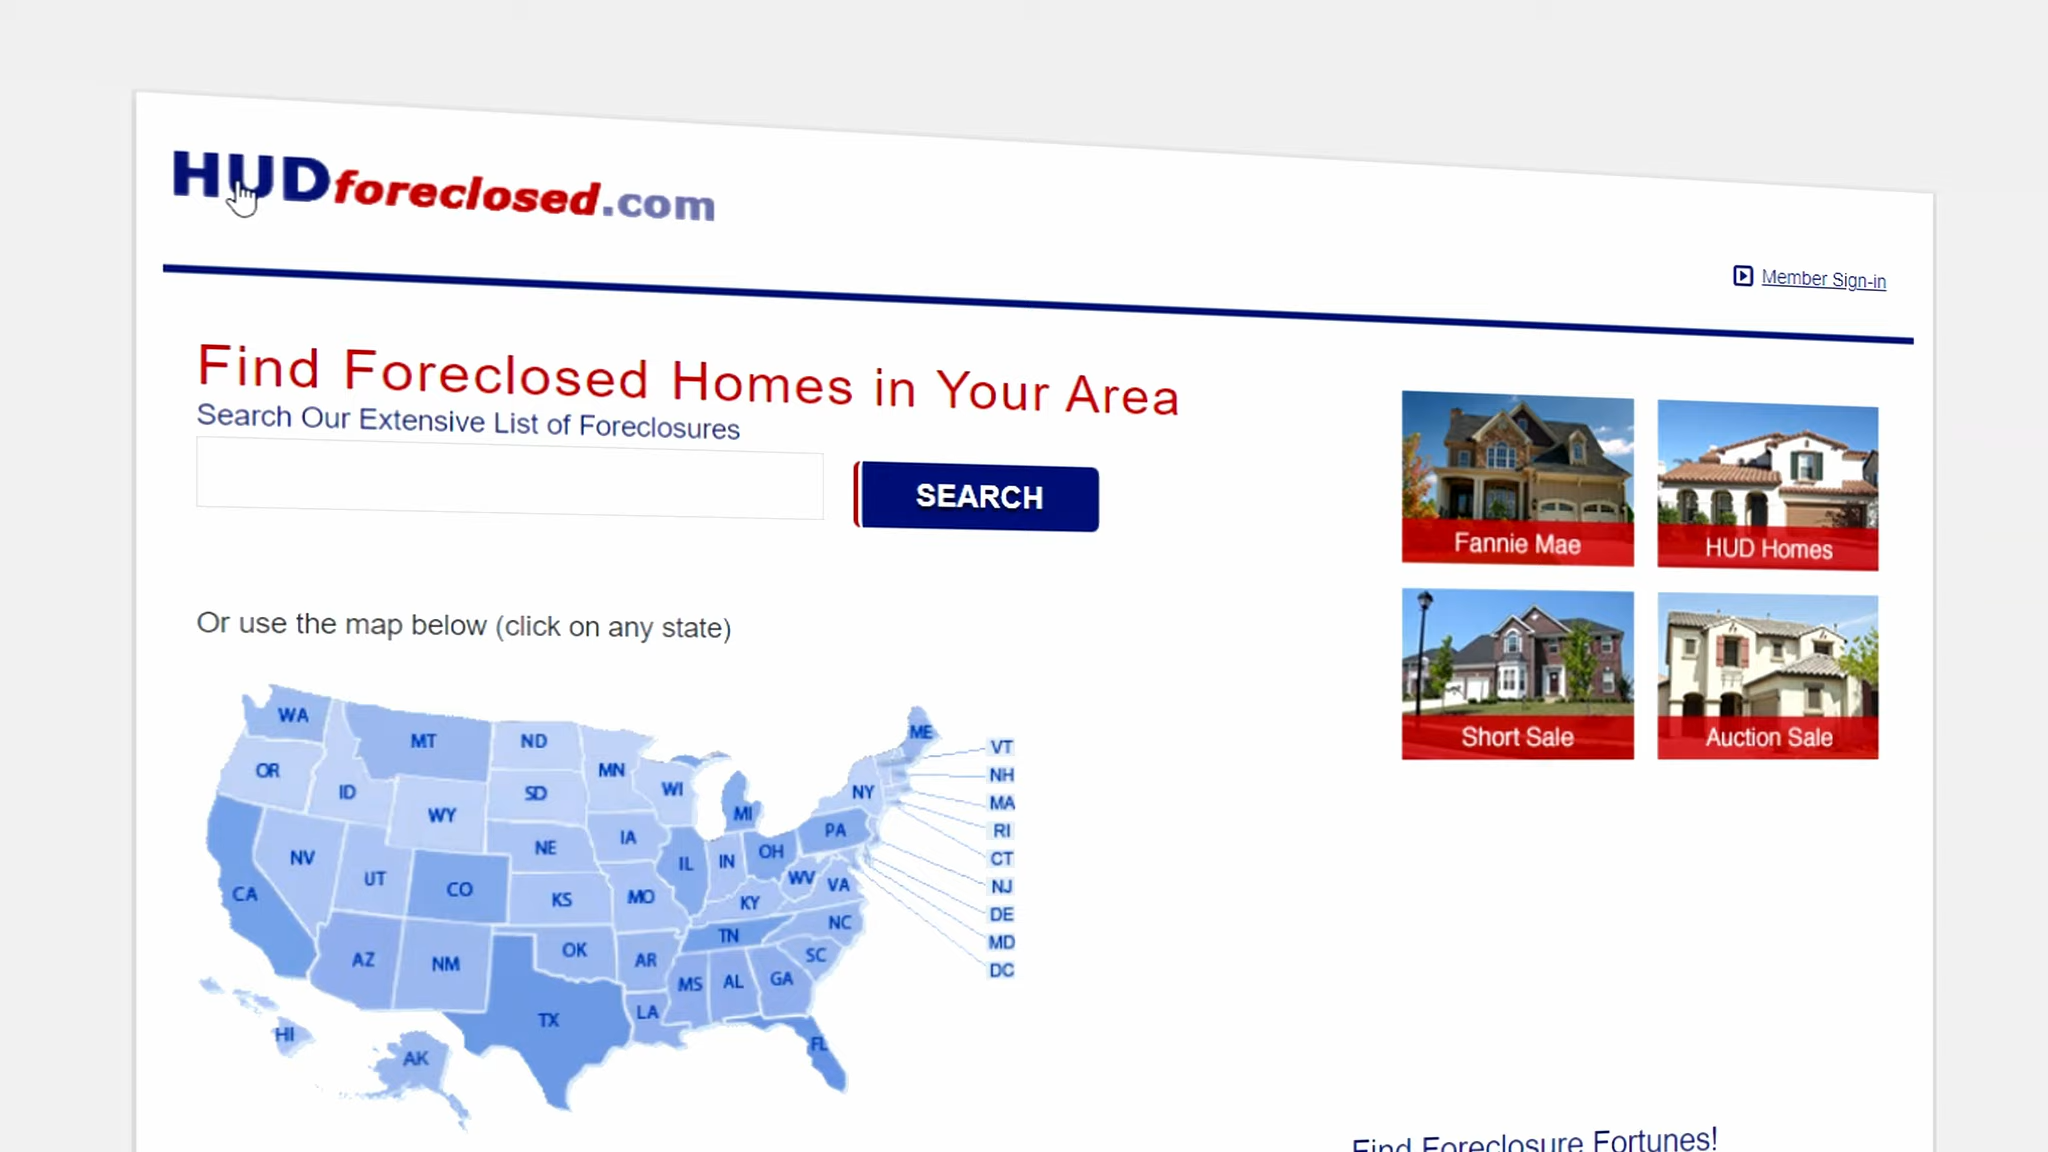 HUDforeclosed.com
Member Sign-in
Find Foreclosed Homes in Your Area
Search Our Extensive List of Foreclosures
SEARCH
Fannie Mae
HUD Homes
Short Sale
Auction Sale
Or use the map below (click on any state)
WA
MT
ND
MN
ME
VT
OR
ID
SD
WI
NY
NH
WY
MI
MA
NV
NE
IA
PA
RI
UT
CO
IL
IN
OH
CT
CA
KS
MO
WV
VA
NJ
KY
DE
AZ
NM
OK
AR
TN
NC
MD
SC
DC
MS
AL
GA
TX
LA
HI
AK
FL
Find Foreclosure Fortunes!